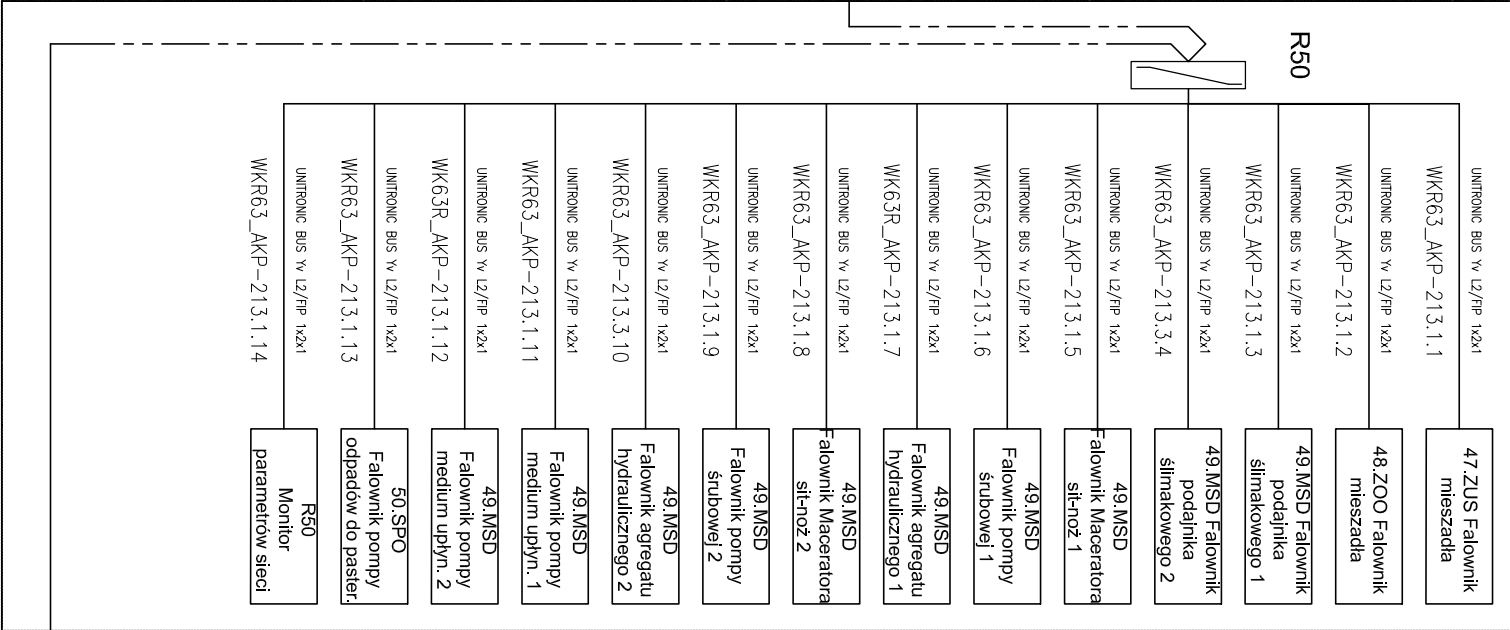 R50
UNITRONIC BUS Yv L2/FIP 1x2x1
WKR63_AKP-213.1.1
47.ZUS Falownik
mieszadła
UNITRONIC BUS Yv L2/FIP 1x2x1
WKR63_AKP-213.1.2
48.ZOO Falownik
mieszadła
UNITRONIC BUS Yv L2/FIP 1x2x1
WKR63_AKP-213.1.3
49.MSD Falownik
podajnika
ślimakowego 1
UNITRONIC BUS Yv L2/FIP 1x2x1
WKR63_AKP-213.3.4
49.MSD Falownik
podajnika
ślimakowego 2
UNITRONIC BUS Yv L2/FIP 1x2x1
WKR63_AKP-213.1.5
49.MSD
Falownik Maceratora
sit-noż 1
UNITRONIC BUS Yv L2/FIP 1x2x1
WKR63_AKP-213.1.6
49.MSD
Falownik pompy
śrubowej 1
UNITRONIC BUS Yv L2/FIP 1x2x1
WK63R_AKP-213.1.7
49.MSD
Falownik agregatu
hydraulicznego 1
UNITRONIC BUS Yv L2/FIP 1x2x1
WKR63_AKP-213.1.8
49.MSD
Falownik Maceratora
sit-noż 2
UNITRONIC BUS Yv L2/FIP 1x2x1
WKR63_AKP-213.1.9
49.MSD
Falownik pompy
śrubowej 2
UNITRONIC BUS Yv L2/FIP 1x2x1
WKR63_AKP-213.3.10
49.MSD
Falownik agregatu
hydraulicznego 2
UNITRONIC BUS Yv L2/FIP 1x2x1
WKR63_AKP-213.1.11
49.MSD
Falownik pompy
medium upłyn. 1
UNITRONIC BUS Yv L2/FIP 1x2x1
WK63R_AKP-213.1.12
49.MSD
Falownik pompy
medium upłyn. 2
UNITRONIC BUS Yv L2/FIP 1x2x1
WKR63_AKP-213.1.13
50.SPO
Falownik pompy
odpadów do paster.
UNITRONIC BUS Yv L2/FIP 1x2x1
WKR63_AKP-213.1.14
R50
Monitor
parametrów sieci